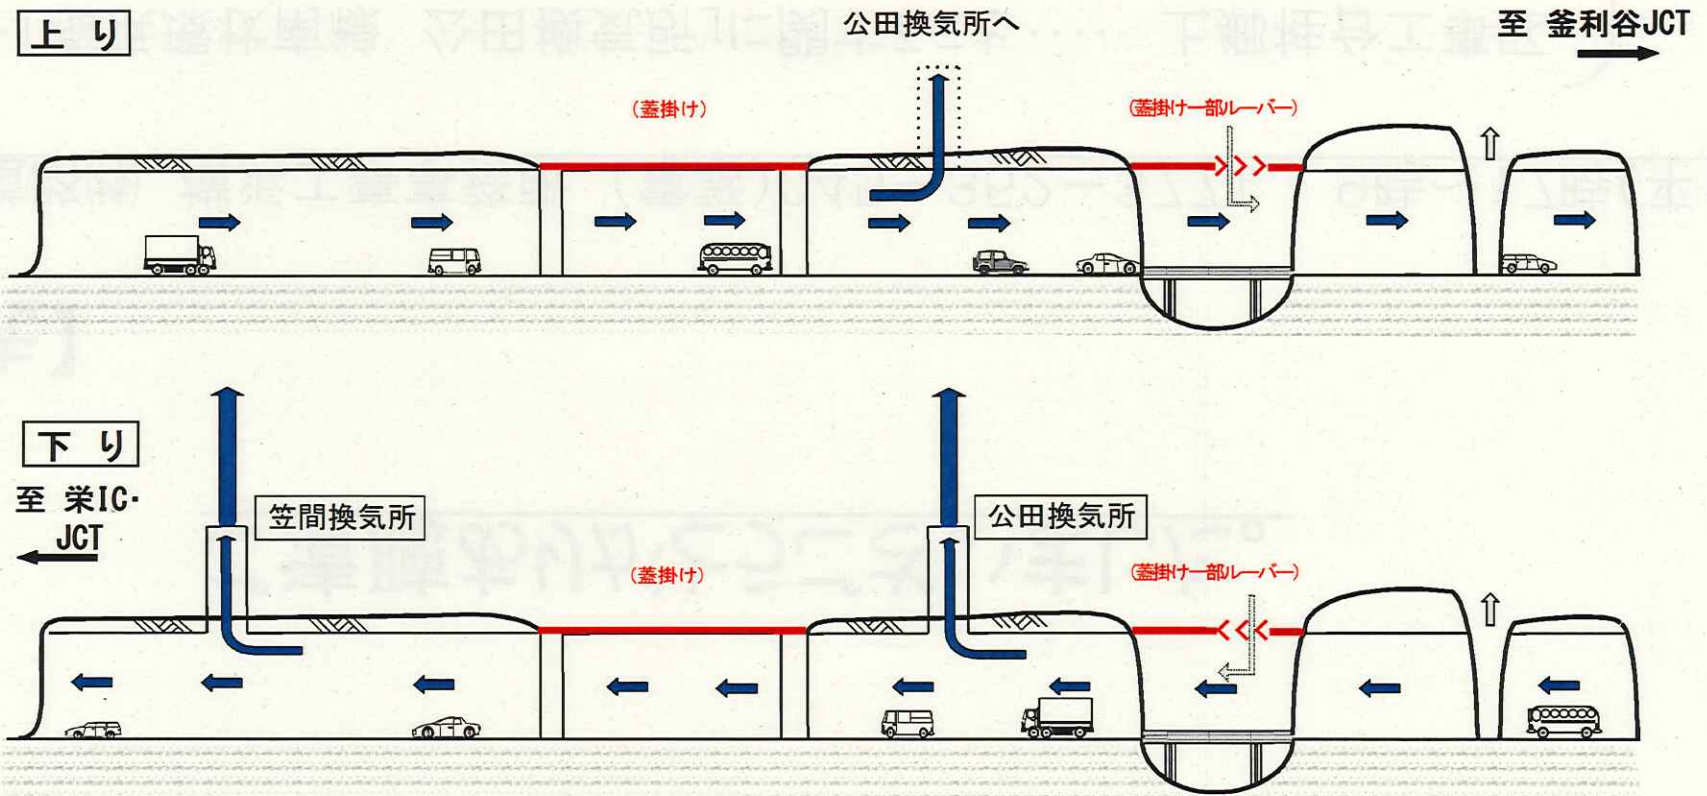 上 り
公田換気所へ
至 釜利谷JCT
(蓋掛け)
(蓋掛け一部ルーバー)
下 り
至 栄IC・
JCT
笠間換気所
公田換気所
(蓋掛け)
(蓋掛け一部ルーバー)